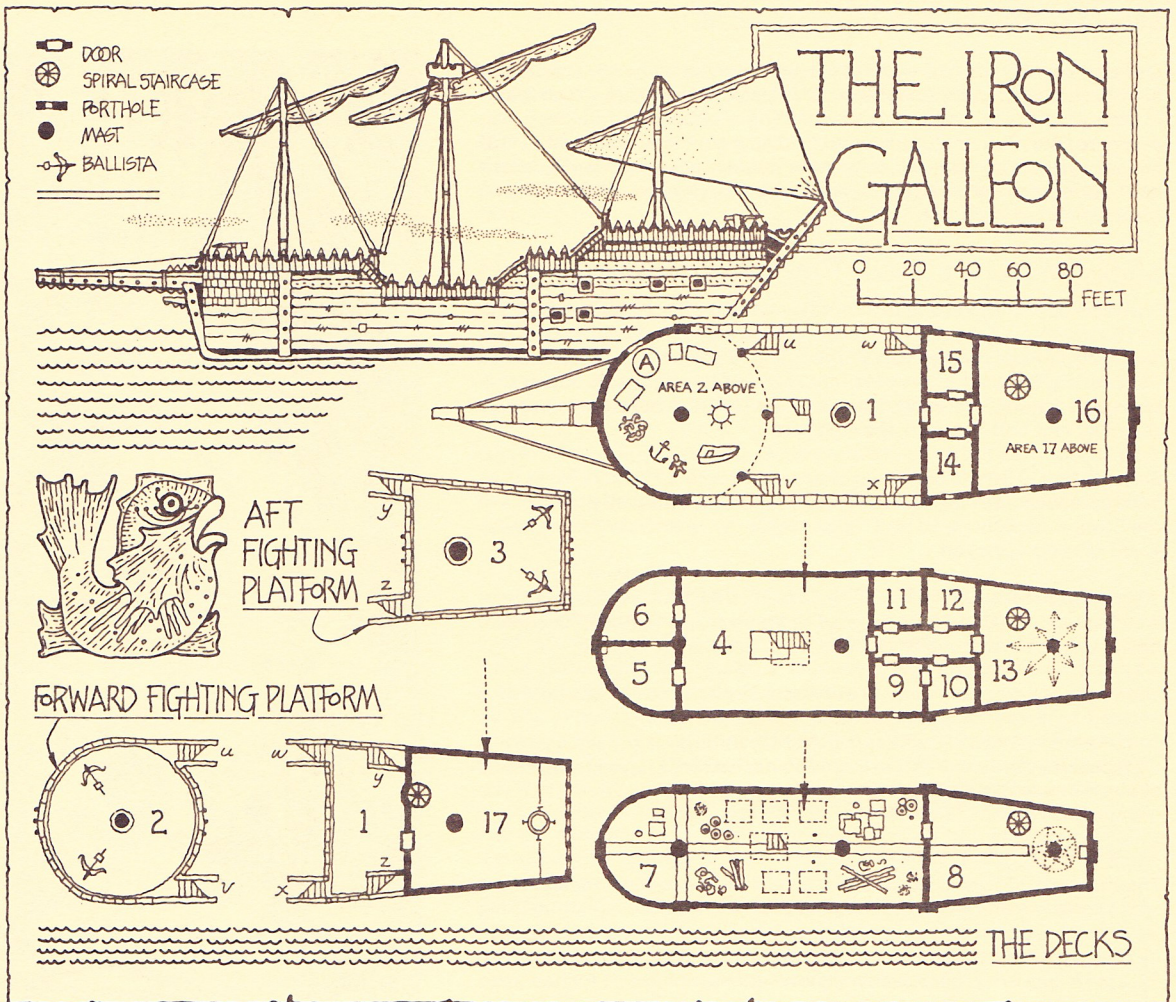 DOOR
SPIRAL STAIRCASE
PORTHOLE
MAST
BALLISTA
THE IRON
GALLEON
0 20 40 60 80
FEET
A
AREA 2 ABOVE
u
w
v
x
1
15
14
16
AREA 17 ABOVE
AFT
FIGHTING
PLATFORM
y
z
3
6
5
4
11
12
9
10
13
FORWARD FIGHTING PLATFORM
u
v
2
w
x
y
z
1
17
7
8
THE DECKS